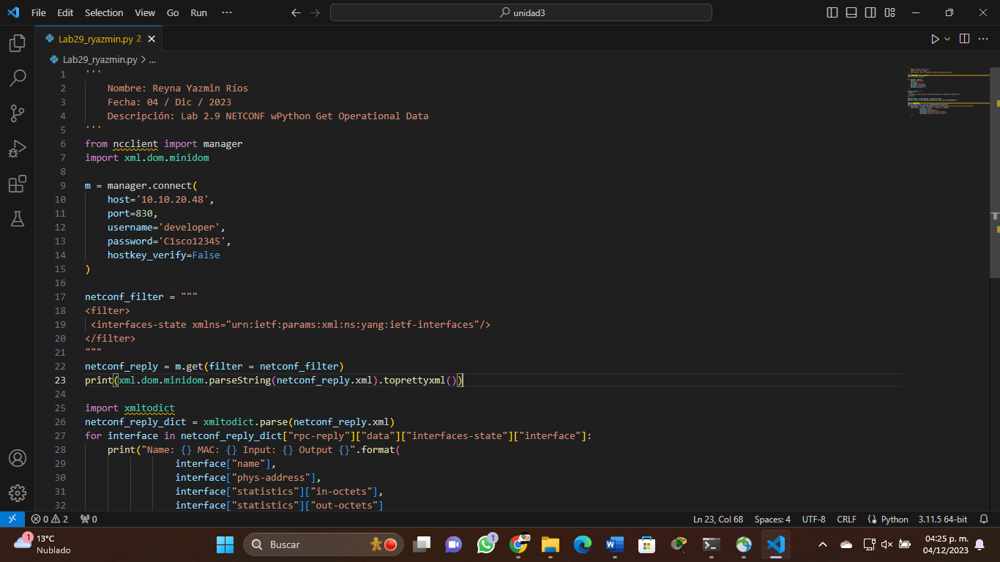 File Edit Selection View Go Run ··· unidad3
Lab29_ryazmin.py 2
Lab29_ryazmin.py > ...
1 '''
2 Nombre: Reyna Yazmin Ríos
3 Fecha: 04 / Dic / 2023
4 Descripción: Lab 2.9 NETCONF wPython Get Operational Data
5 '''
6 from ncclient import manager
7 import xml.dom.minidom
8
9 m = manager.connect(
10 host='10.10.20.48',
11 port=830,
12 username='developer',
13 password='C1sco12345',
14 hostkey_verify=False
15 )
16
17 netconf_filter = """
18 <filter>
19 <interfaces-state xmlns="urn:ietf:params:xml:ns:yang:ietf-interfaces"/>
20 </filter>
21 """
22 netconf_reply = m.get(filter = netconf_filter)
23 print(xml.dom.minidom.parseString(netconf_reply.xml).toprettyxml())
24
25 import xmltodict
26 netconf_reply_dict = xmltodict.parse(netconf_reply.xml)
27 for interface in netconf_reply_dict["rpc-reply"]["data"]["interfaces-state"]["interface"]:
28 print("Name: {} MAC: {} Input: {} Output {}".format(
29 interface["name"],
30 interface["phys-address"],
31 interface["statistics"]["in-octets"],
32 interface["statistics"]["out-octets"]
0 2 0 Ln 23, Col 68 Spaces: 4 UTF-8 CRLF Python 3.11.5 64-bit
1 13°C
Nublado
Buscar
1
04:25 p. m.
04/12/2023